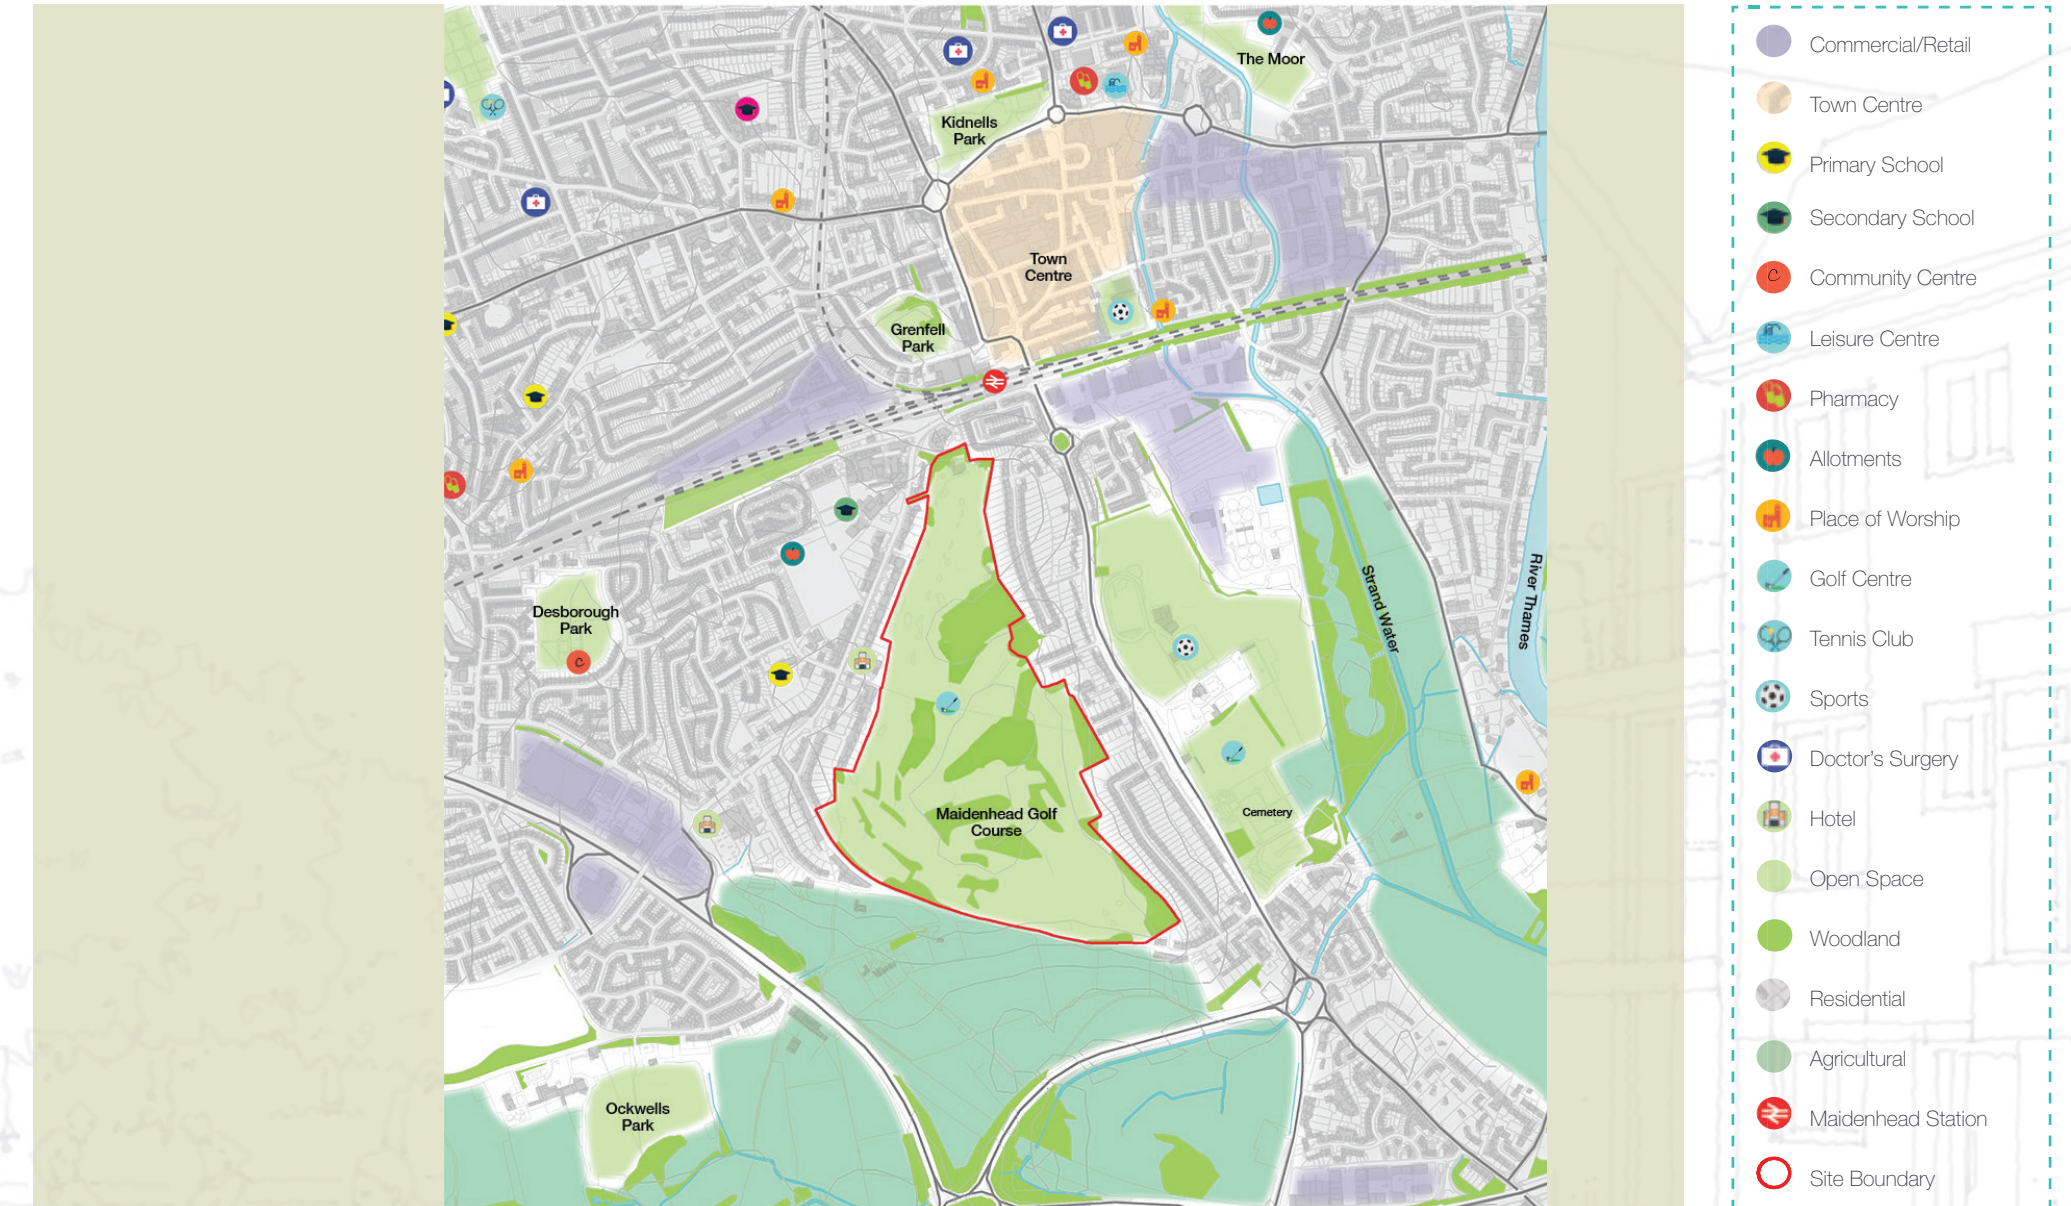 The Moor
Kidnells
Park
Town
Centre
Grenfell
Park
Desborough
Park
Strand Water
River Thames
Maidenhead Golf
Course
Cemetery
Ockwells
Park
Commercial/Retail
Town Centre
Primary School
Secondary School
C
Community Centre
Leisure Centre
Pharmacy
Allotments
Place of Worship
Golf Centre
Tennis Club
Sports
Doctor's Surgery
Hotel
Open Space
Woodland
Residential
Agricultural
Maidenhead Station
Site Boundary
C